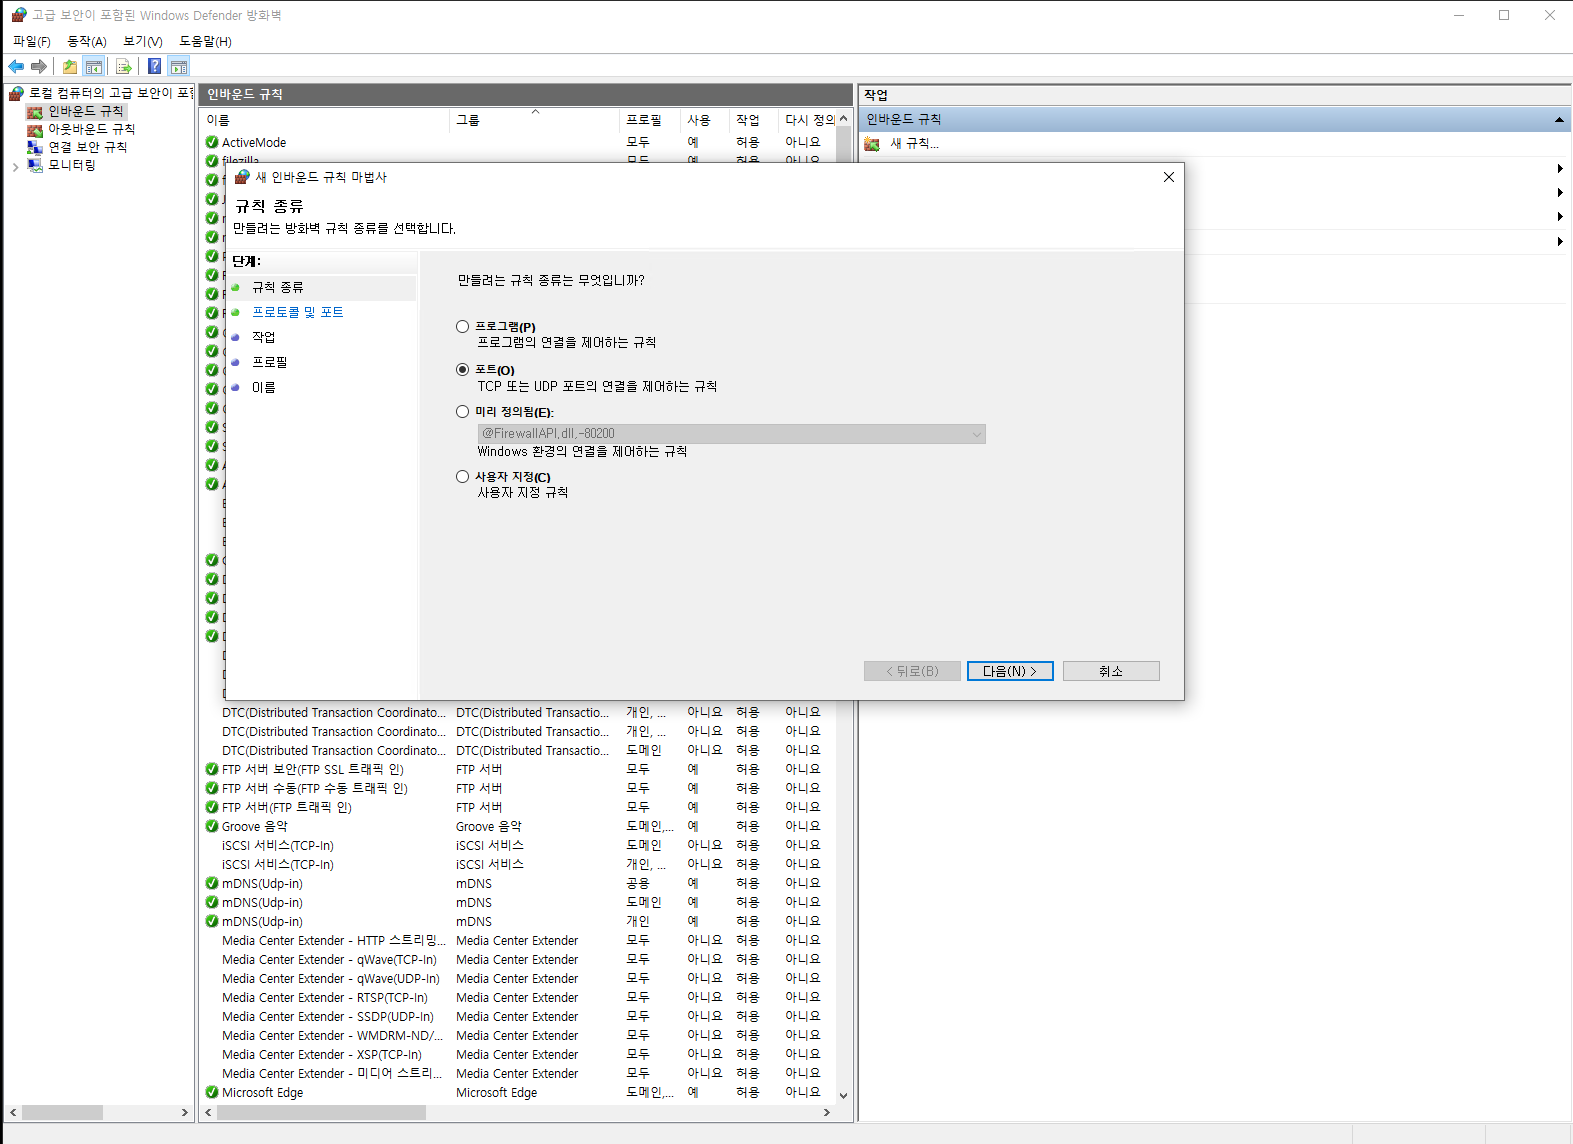 고급 보안이 포함된 Windows Defender 방화벽
파일(F) 동작(A) 보기(V) 도움말(H)
로컬 컴퓨터의 고급 보안이 포함
인바운드 규칙
아웃바운드 규칙
연결 보안 규칙
모니터링
인바운드 규칙
이름 그룹 프로필 사용 작업 다시 정의
ActiveMode 모두 예 허용 아니요
filezilla 모두 예 허용 아니요
작업
인바운드 규칙
새 규칙...
새 인바운드 규칙 마법사
규칙 종류
만들려는 방화벽 규칙 종류를 선택합니다.
단계:
규칙 종류
프로토콜 및 포트
작업
프로필
이름
만들려는 규칙 종류는 무엇입니까?
프로그램(P)
프로그램의 연결을 제어하는 규칙
포트(O)
TCP 또는 UDP 포트의 연결을 제어하는 규칙
미리 정의됨(E):
@FirewallAPI.dll,-80200
Windows 환경의 연결을 제어하는 규칙
사용자 지정(C)
사용자 지정 규칙
< 뒤로(B) 다음(N) > 취소
DTC(Distributed Transaction Coordinato... DTC(Distributed Transactio... 개인, ... 아니요 허용 아니요
DTC(Distributed Transaction Coordinato... DTC(Distributed Transactio... 개인, ... 아니요 허용 아니요
DTC(Distributed Transaction Coordinato... DTC(Distributed Transactio... 도메인 아니요 허용 아니요
FTP 서버 보안(FTP SSL 트래픽 인) FTP 서버 모두 예 허용 아니요
FTP 서버 수동(FTP 수동 트래픽 인) FTP 서버 모두 예 허용 아니요
FTP 서버(FTP 트래픽 인) FTP 서버 모두 예 허용 아니요
Groove 음악 Groove 음악 도메인,... 예 허용 아니요
iSCSI 서비스(TCP-In) iSCSI 서비스 도메인 아니요 허용 아니요
iSCSI 서비스(TCP-In) iSCSI 서비스 개인, ... 아니요 허용 아니요
mDNS(Udp-in) mDNS 공용 예 허용 아니요
mDNS(Udp-in) mDNS 도메인 예 허용 아니요
mDNS(Udp-in) mDNS 개인 예 허용 아니요
Media Center Extender - HTTP 스트리밍... Media Center Extender 모두 아니요 허용 아니요
Media Center Extender - qWave(TCP-In) Media Center Extender 모두 아니요 허용 아니요
Media Center Extender - qWave(UDP-In) Media Center Extender 모두 아니요 허용 아니요
Media Center Extender - RTSP(TCP-In) Media Center Extender 모두 아니요 허용 아니요
Media Center Extender - SSDP(UDP-In) Media Center Extender 모두 아니요 허용 아니요
Media Center Extender - WMDRM-ND/... Media Center Extender 모두 아니요 허용 아니요
Media Center Extender - XSP(TCP-In) Media Center Extender 모두 아니요 허용 아니요
Media Center Extender - 미디어 스트리... Media Center Extender 모두 아니요 허용 아니요
Microsoft Edge Microsoft Edge 도메인,... 예 허용 아니요